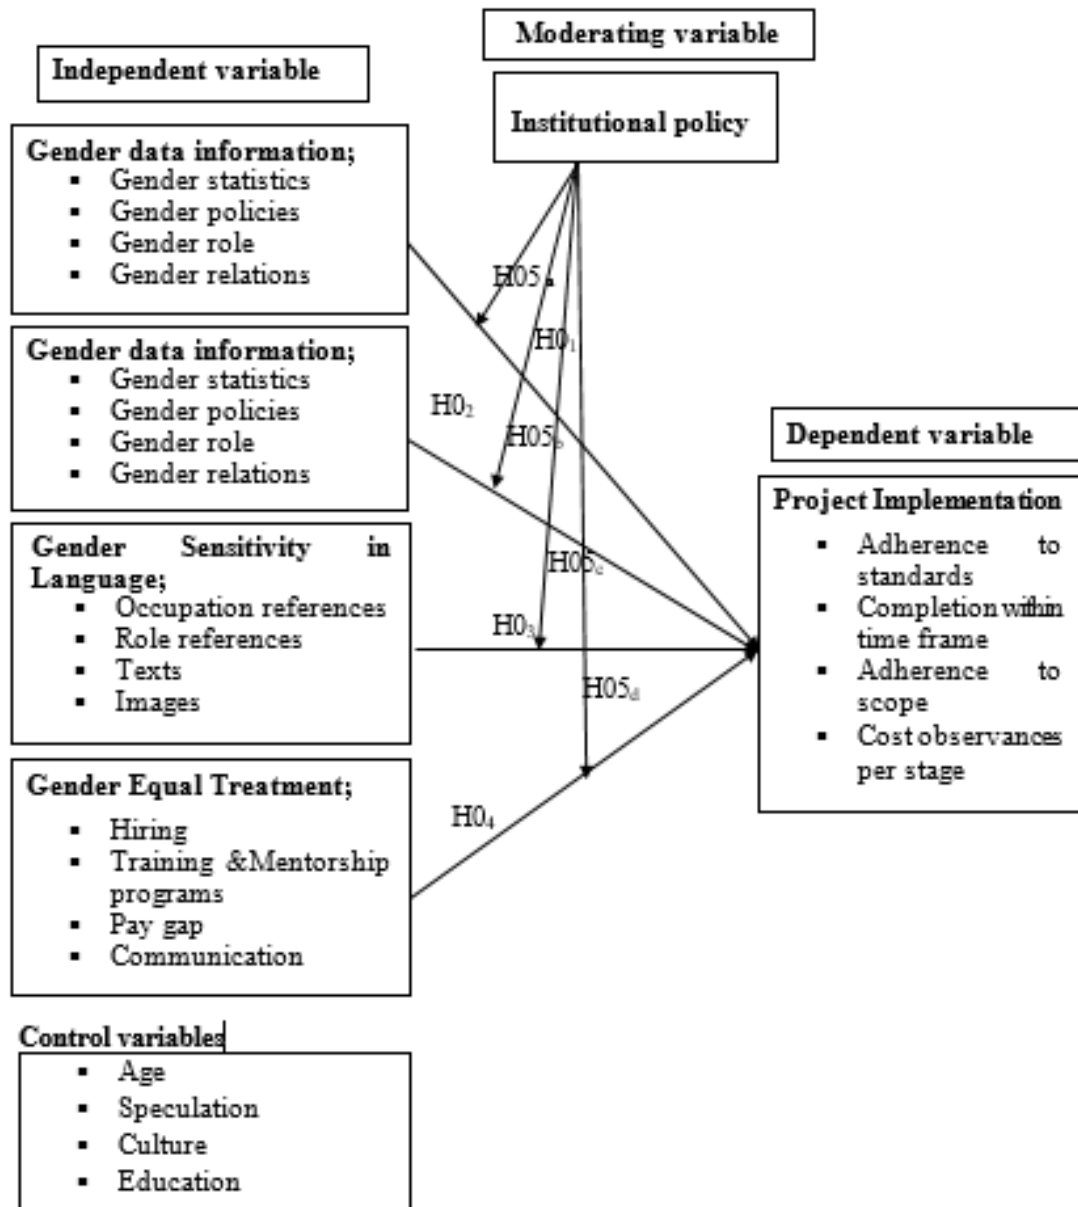 Moderating variable
Independent variable
Institutional policy
Gender data information;
▪ Gender statistics
▪ Gender policies
▪ Gender role
▪ Gender relations
H05
H0₁
Gender data information;
▪ Gender statistics
▪ Gender policies
▪ Gender role
▪ Gender relations
H0₂
H05b
Dependent variable
Project Implementation
▪ Adherence to
standards
▪ Completion within
time frame
▪ Adherence to
scope
▪ Cost observances
per stage
Gender Sensitivity in
Language;
▪ Occupation references
▪ Role references
▪ Texts
▪ Images
H05c
H0₃
H05d
Gender Equal Treatment;
▪ Hiring
▪ Training &Mentorship
programs
▪ Pay gap
▪ Communication
H0₄
Control variables
▪ Age
▪ Speculation
▪ Culture
▪ Education